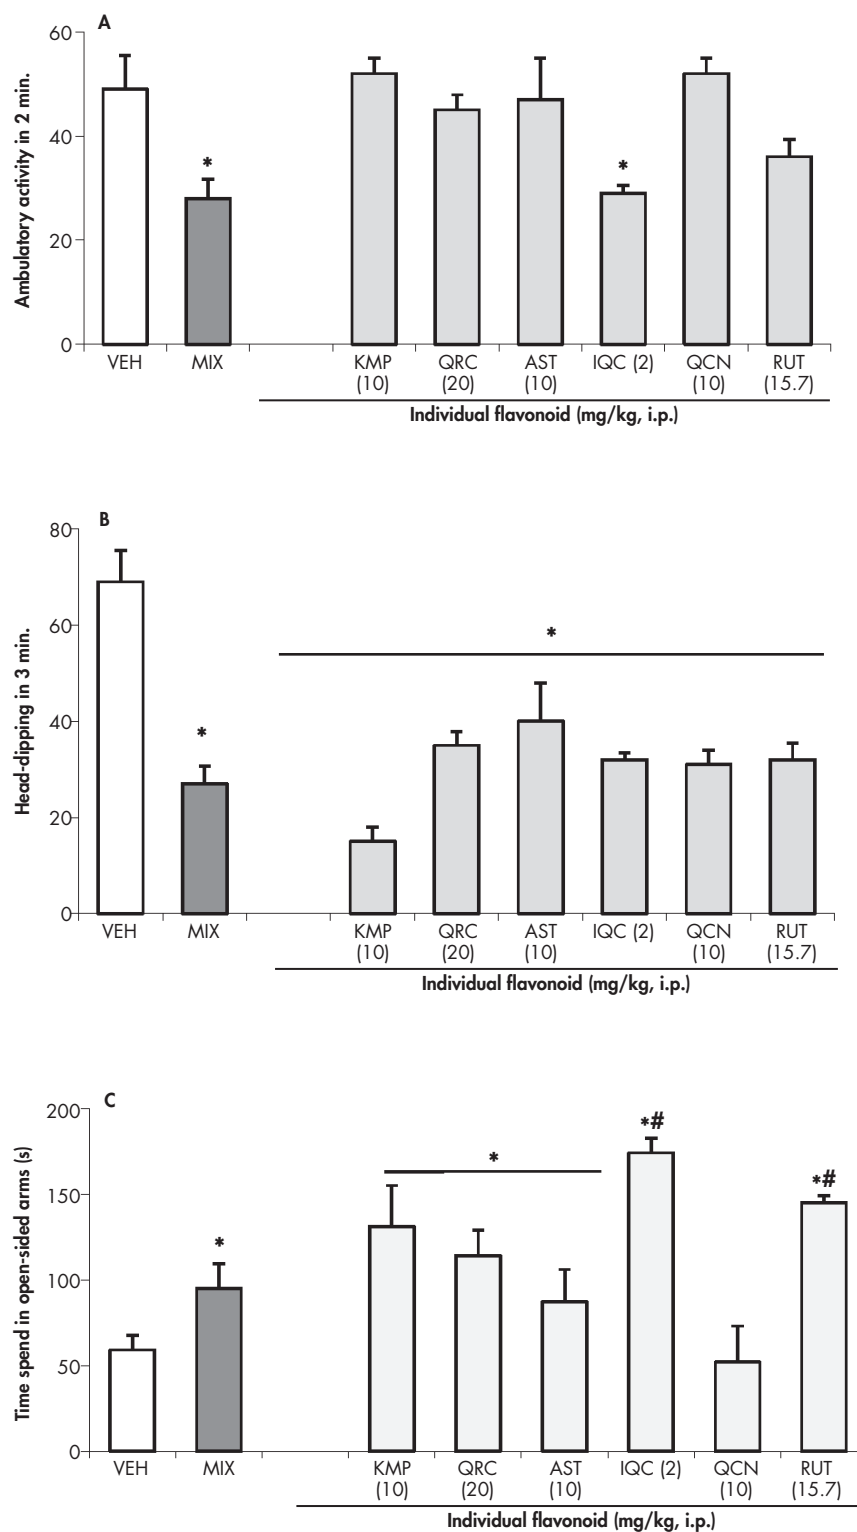 A
Ambulatory activity in 2 min.
60
40
20
0
*
*
VEH MIX KMP QRC AST IQC (2) QCN RUT
(10) (20) (10) (10) (15.7)
Individual flavonoid (mg/kg, i.p.)
B
Head-dipping in 3 min.
80
60
40
20
0
*
*
VEH MIX KMP QRC AST IQC (2) QCN RUT
(10) (20) (10) (10) (15.7)
Individual flavonoid (mg/kg, i.p.)
C
Time spend in open-sided arms (s)
200
150
100
50
0
*
*
*#
*#
VEH MIX KMP QRC AST IQC (2) QCN RUT
(10) (20) (10) (10) (15.7)
Individual flavonoid (mg/kg, i.p.)